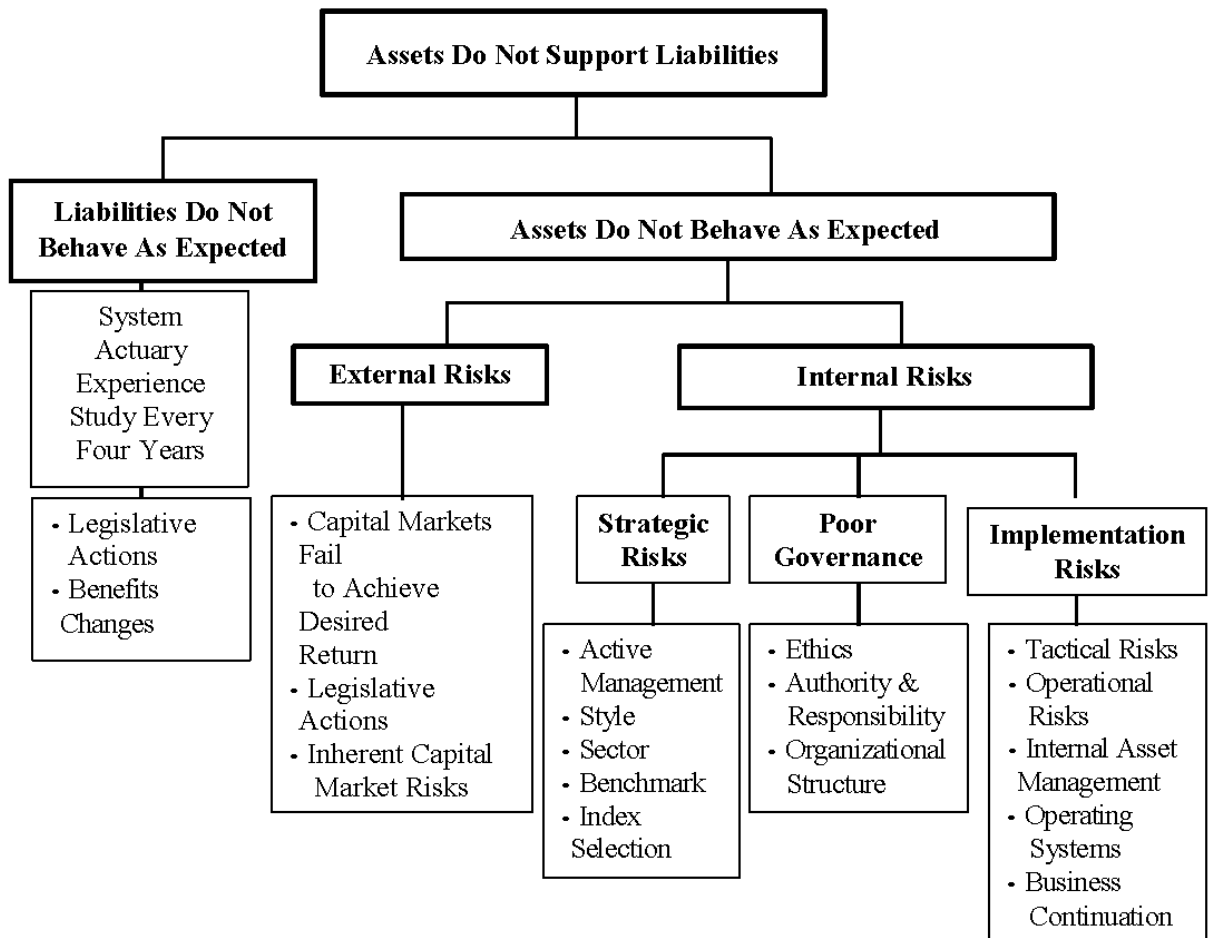 Assets Do Not Support Liabilities
Liabilities Do Not
Behave As Expected
Assets Do Not Behave As Expected
System
Actuary
Experience
Study Every
Four Years
• Legislative
Actions
• Benefits
Changes
External Risks
Internal Risks
• Capital Markets
Fail
to Achieve
Desired
Return
• Legislative
Actions
• Inherent Capital
Market Risks
Strategic
Risks
• Active
Management
• Style
• Sector
• Benchmark
• Index
Selection
Poor
Governance
• Ethics
• Authority &
Responsibility
• Organizational
Structure
Implementation
Risks
• Tactical Risks
• Operational
Risks
• Internal Asset
Management
• Operating
Systems
• Business
Continuation